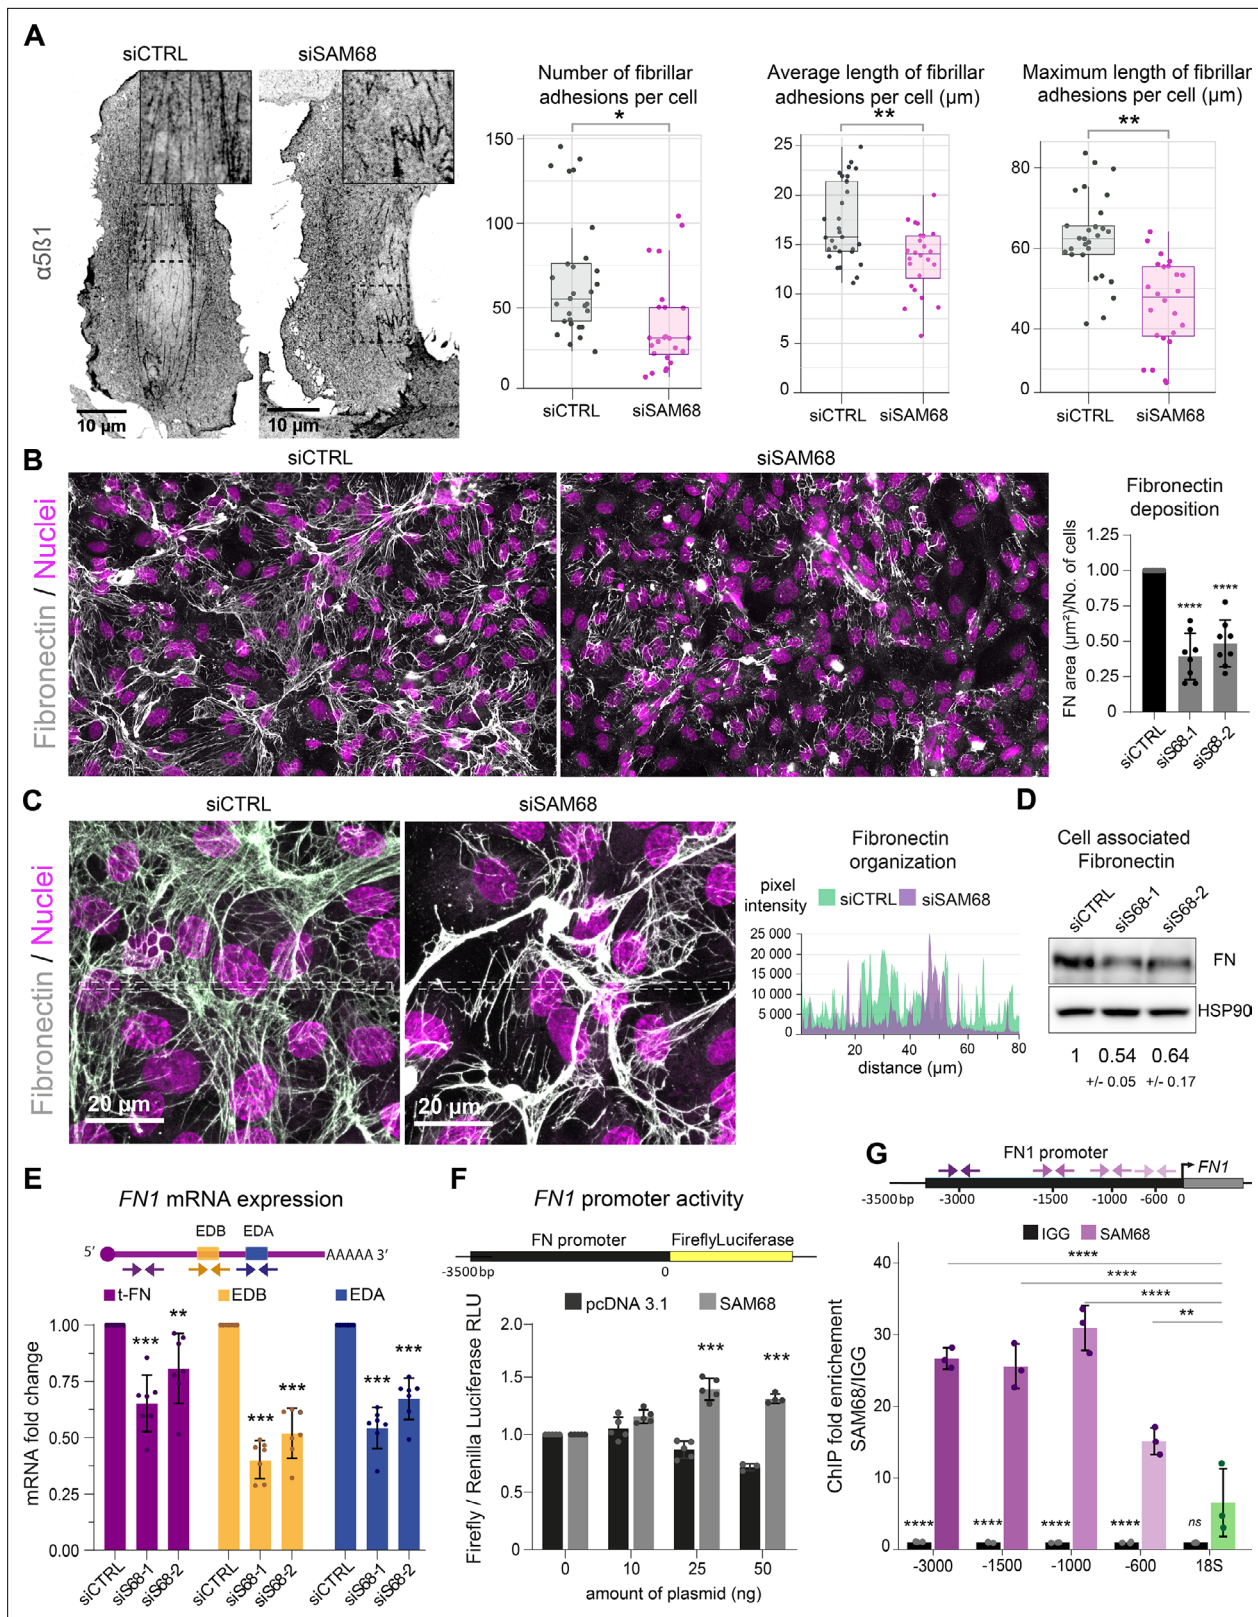 A
siCTRL
siSAM68
α5ß1
10 µm
10 µm
Number of fibrillar
adhesions per cell
*
150
100
50
0
siCTRL
siSAM68
Average length of fibrillar
adhesions per cell (µm)
**
25
20
15
10
5
0
siCTRL
siSAM68
Maximum length of fibrillar
adhesions per cell (µm)
**
60
40
0
siCTRL
siSAM68
B
siCTRL
siSAM68
Fibronectin / Nuclei
Fibronectin
deposition
FN area (µm²)/No. of cells
1.25
1.00
0.75
0.50
0.25
0
****
****
siCTRL
siS68-1
siS68-2
C
siCTRL
siSAM68
Fibronectin / Nuclei
20 µm
20 µm
Fibronectin
organization
pixel
intensity
siCTRL
siSAM68
25 000
20 000
15 000
10 000
5 000
0
20
40
60
80
distance (µm)
D
Cell associated
Fibronectin
siCTRL
siS68-1
siS68-2
FN
HSP90
1 0.54 0.64
+/- 0.05 +/- 0.17
E
FN1 mRNA expression
EDB
EDA
5′
AAAAA 3′
t-FN
EDB
EDA
mRNA fold change
1.00
0.75
0.50
0.25
0.00
***
**
***
***
***
***
siCTRL
siS68-1
siS68-2
siCTRL
siS68-1
siS68-2
siCTRL
siS68-1
siS68-2
F
FN1 promoter activity
FN promoter
FireflyLuciferase
-3500bp
0
pcDNA 3.1
SAM68
Firefly / Renilla Luciferase RLU
2.0
1.5
1.0
0.5
0
***
***
0
10
25
50
amount of plasmid (ng)
G
FN1 promoter
FN1
-3500bp
-3000
-1500
-1000
-600
0
IGG
SAM68
ChIP fold enrichement
SAM68/IGG
40
30
20
10
0
****
****
****
**
****
****
****
****
ns
-3000
-1500
-1000
-600
18S